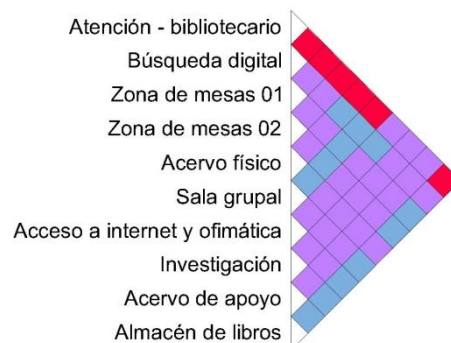 Atención - bibliotecario
Búsqueda digital
Zona de mesas 01
Zona de mesas 02
Acervo físico
Sala grupal
Acceso a internet y ofimática
Investigación
Acervo de apoyo
Almacén de libros